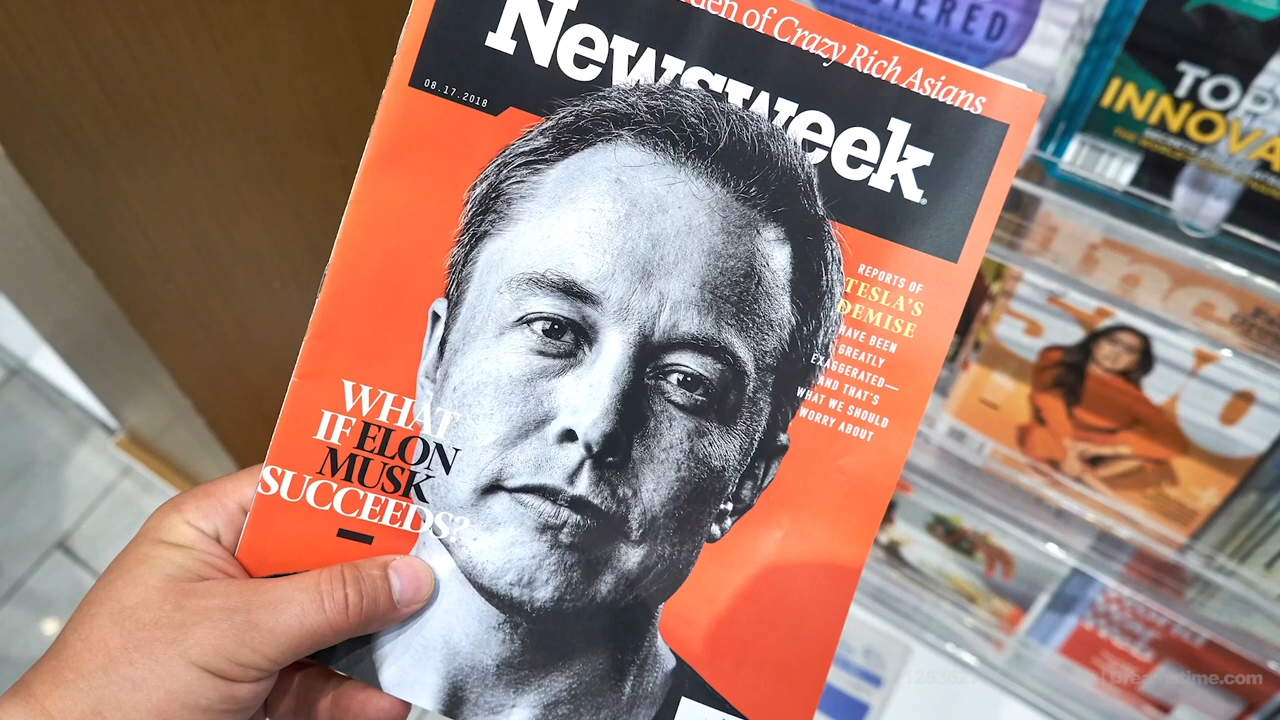 of Crazy Rich Asians
Newsweek
08.17.2018
REPORTS OF
TESLA'S
DEMISE
HAVE BEEN
GREATLY
EXAGGERATED—
AND THAT'S
WHAT WE SHOULD
WORRY ABOUT
WHAT
IF ELON
MUSK
SUCCEEDS?
TOP